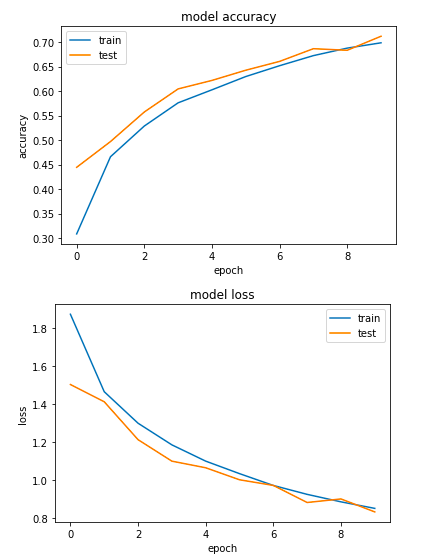 model accuracy
train
test
0.70
0.65
0.60
0.55
0.50
0.45
0.40
0.35
0.30
accuracy
0 2 4 6 8
epoch
model loss
train
test
1.8
1.6
1.4
1.2
1.0
0.8
loss
0 2 4 6 8
epoch